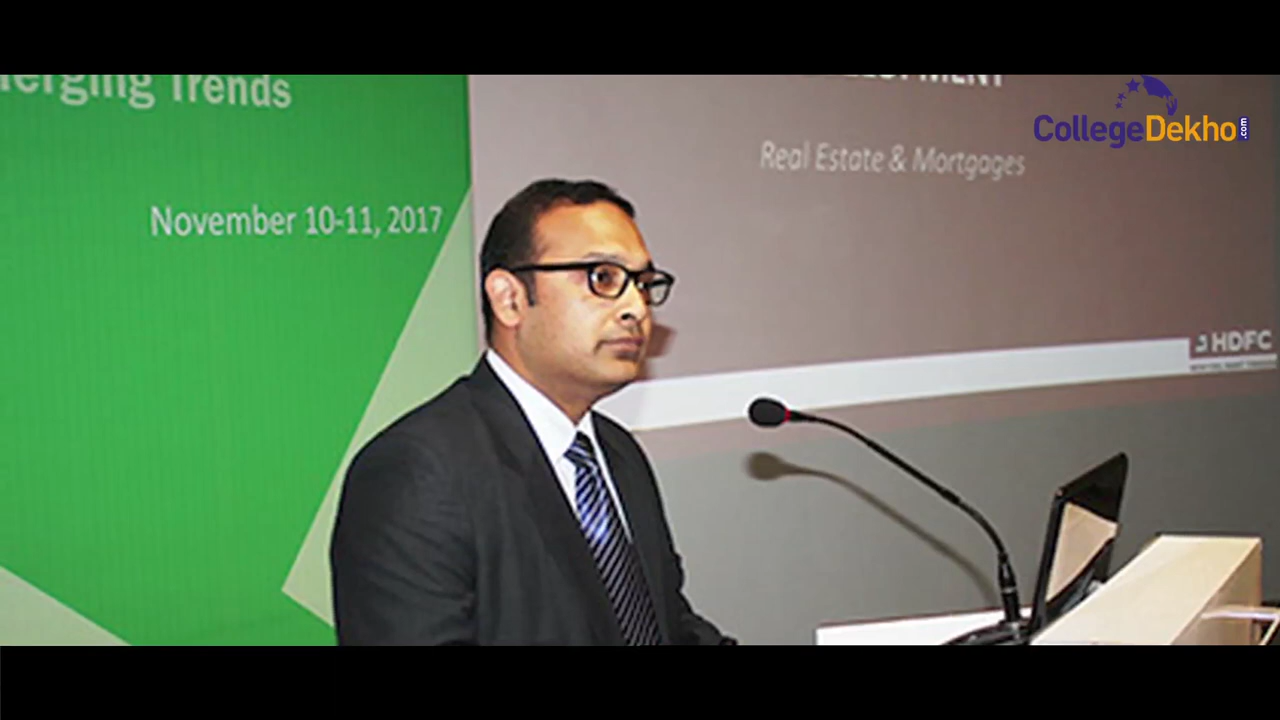 Trends
November 10-11, 2017
Real Estate & Mortgages
CollegeDekho.com
HDFC